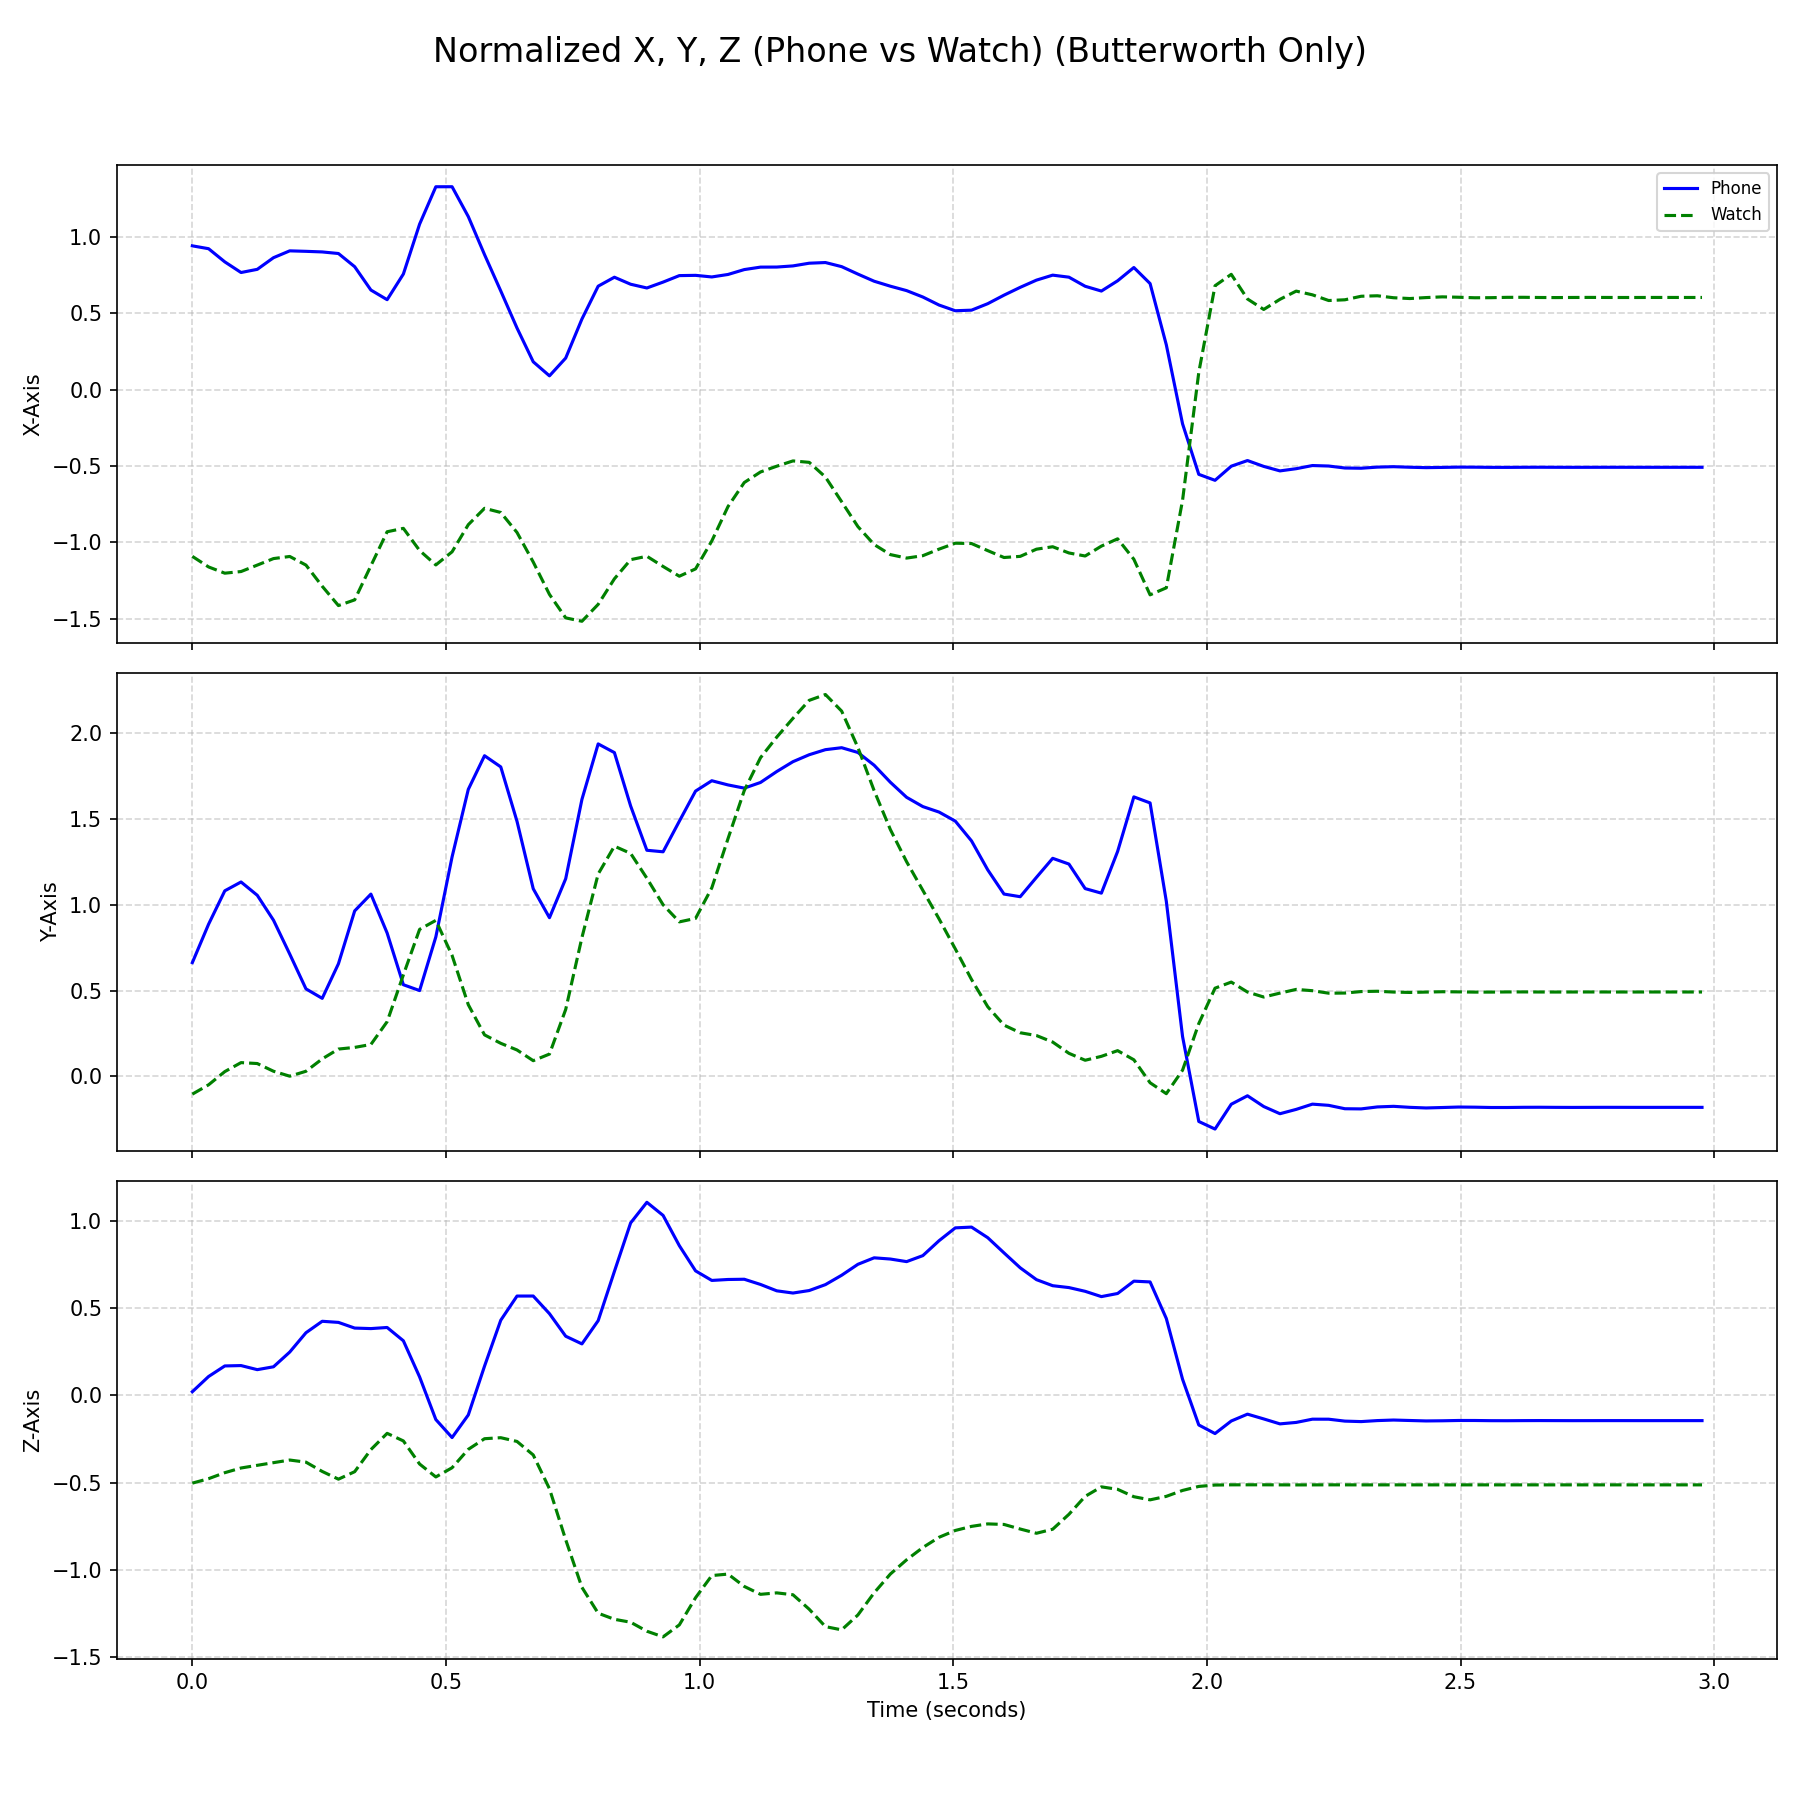 Normalized X, Y, Z (Phone vs Watch) (Butterworth Only)
Phone
Watch
1.0
0.5
0.0
−0.5
−1.0
−1.5
X-Axis
2.0
1.5
1.0
0.5
0.0
Y-Axis
1.0
0.5
0.0
−0.5
−1.0
−1.5
Z-Axis
0.0 0.5 1.0 1.5 2.0 2.5 3.0
Time (seconds)